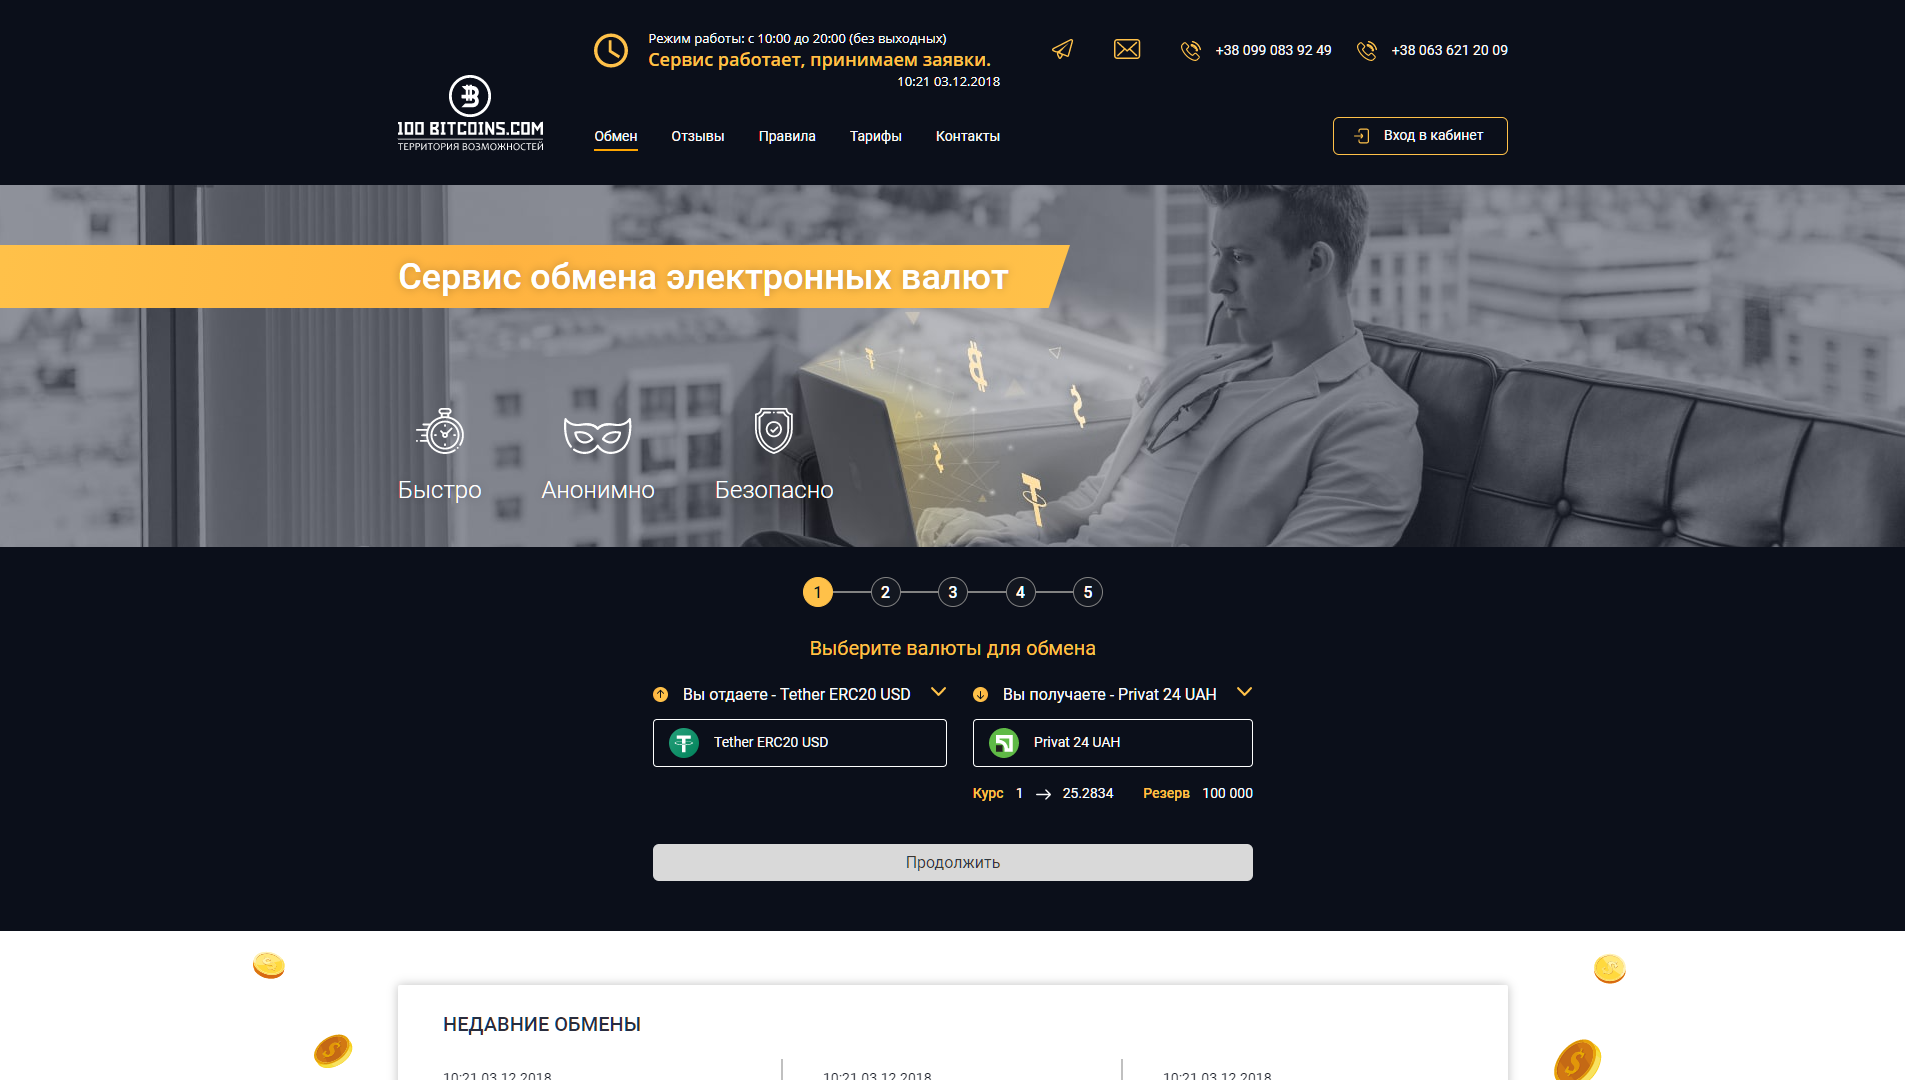 Режим работы: с 10:00 до 20:00 (без выходных)
Сервис работает, принимаем заявки.
10:21 03.12.2018
+38 099 083 92 49
+38 063 621 20 09
100 BITCOINS.COM
ТЕРРИТОРИЯ ВОЗМОЖНОСТЕЙ
Обмен
Отзывы
Правила
Тарифы
Контакты
Вход в кабинет
Сервис обмена электронных валют
Быстро
Анонимно
Безопасно
1
2
3
4
5
Выберите валюты для обмена
Вы отдаете - Tether ERC20 USD
Вы получаете - Privat 24 UAH
Tether ERC20 USD
Privat 24 UAH
Курс 1 → 25.2834
Резерв 100 000
Продолжить
НЕДАВНИЕ ОБМЕНЫ
10:21 03.12.2018
10:21 03.12.2018
10:21 03.12.2018